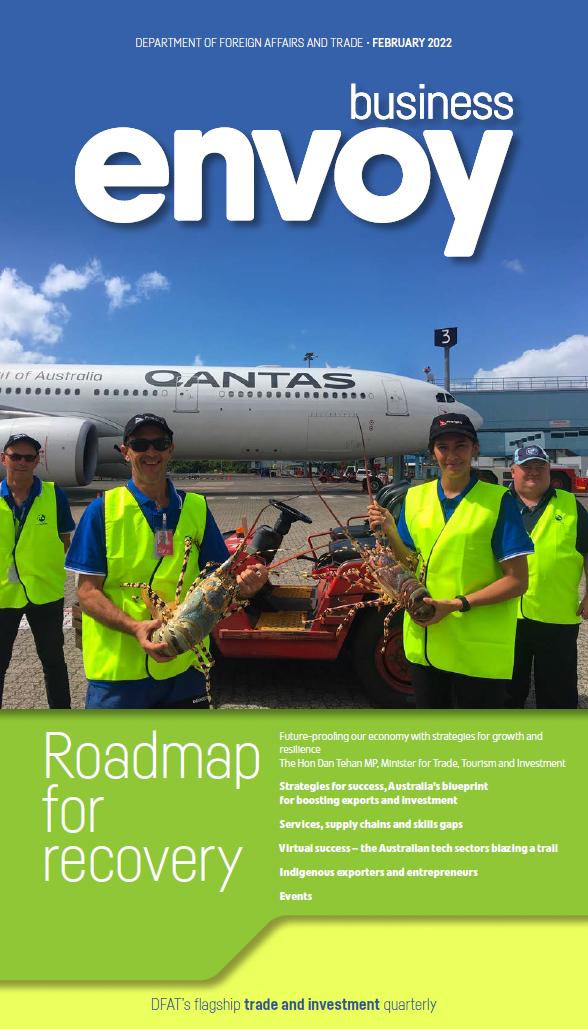 DEPARTMENT OF FOREIGN AFFAIRS AND TRADE · FEBRUARY 2022
business
envoy
3
of Australia
QANTAS
Roadmap
for
recovery
Future-proofing our economy with strategies for growth and
resilience
The Hon Dan Tehan MP, Minister for Trade, Tourism and Investment
Strategies for success, Australia's blueprint
for boosting exports and investment
Services, supply chains and skills gaps
Virtual success – the Australian tech sectors blazing a trail
Indigenous exporters and entrepreneurs
Events
DFAT's flagship trade and investment quarterly